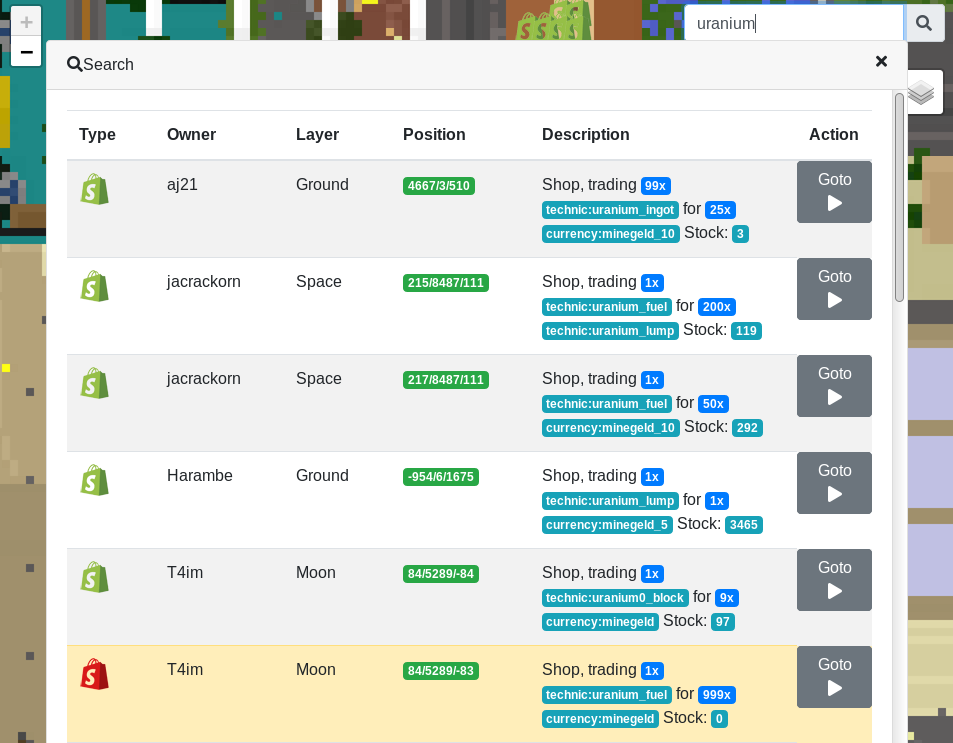 +
uranium
−
Search
Type Owner Layer Position Description Action
aj21 Ground 4667/3/510 Shop, trading 99x Goto
technic:uranium_ingot for 25x
currency:minegeld_10 Stock: 3
jacrackorn Space 215/8487/111 Shop, trading 1x Goto
technic:uranium_fuel for 200x
technic:uranium_lump Stock: 119
jacrackorn Space 217/8487/111 Shop, trading 1x Goto
technic:uranium_fuel for 50x
currency:minegeld_10 Stock: 292
Harambe Ground -954/6/1675 Shop, trading 1x Goto
technic:uranium_lump for 1x
currency:minegeld_5 Stock: 3465
T4im Moon 84/5289/-84 Shop, trading 1x Goto
technic:uranium0_block for 9x
currency:minegeld Stock: 97
T4im Moon 84/5289/-83 Shop, trading 1x Goto
technic:uranium_fuel for 999x
currency:minegeld Stock: 0